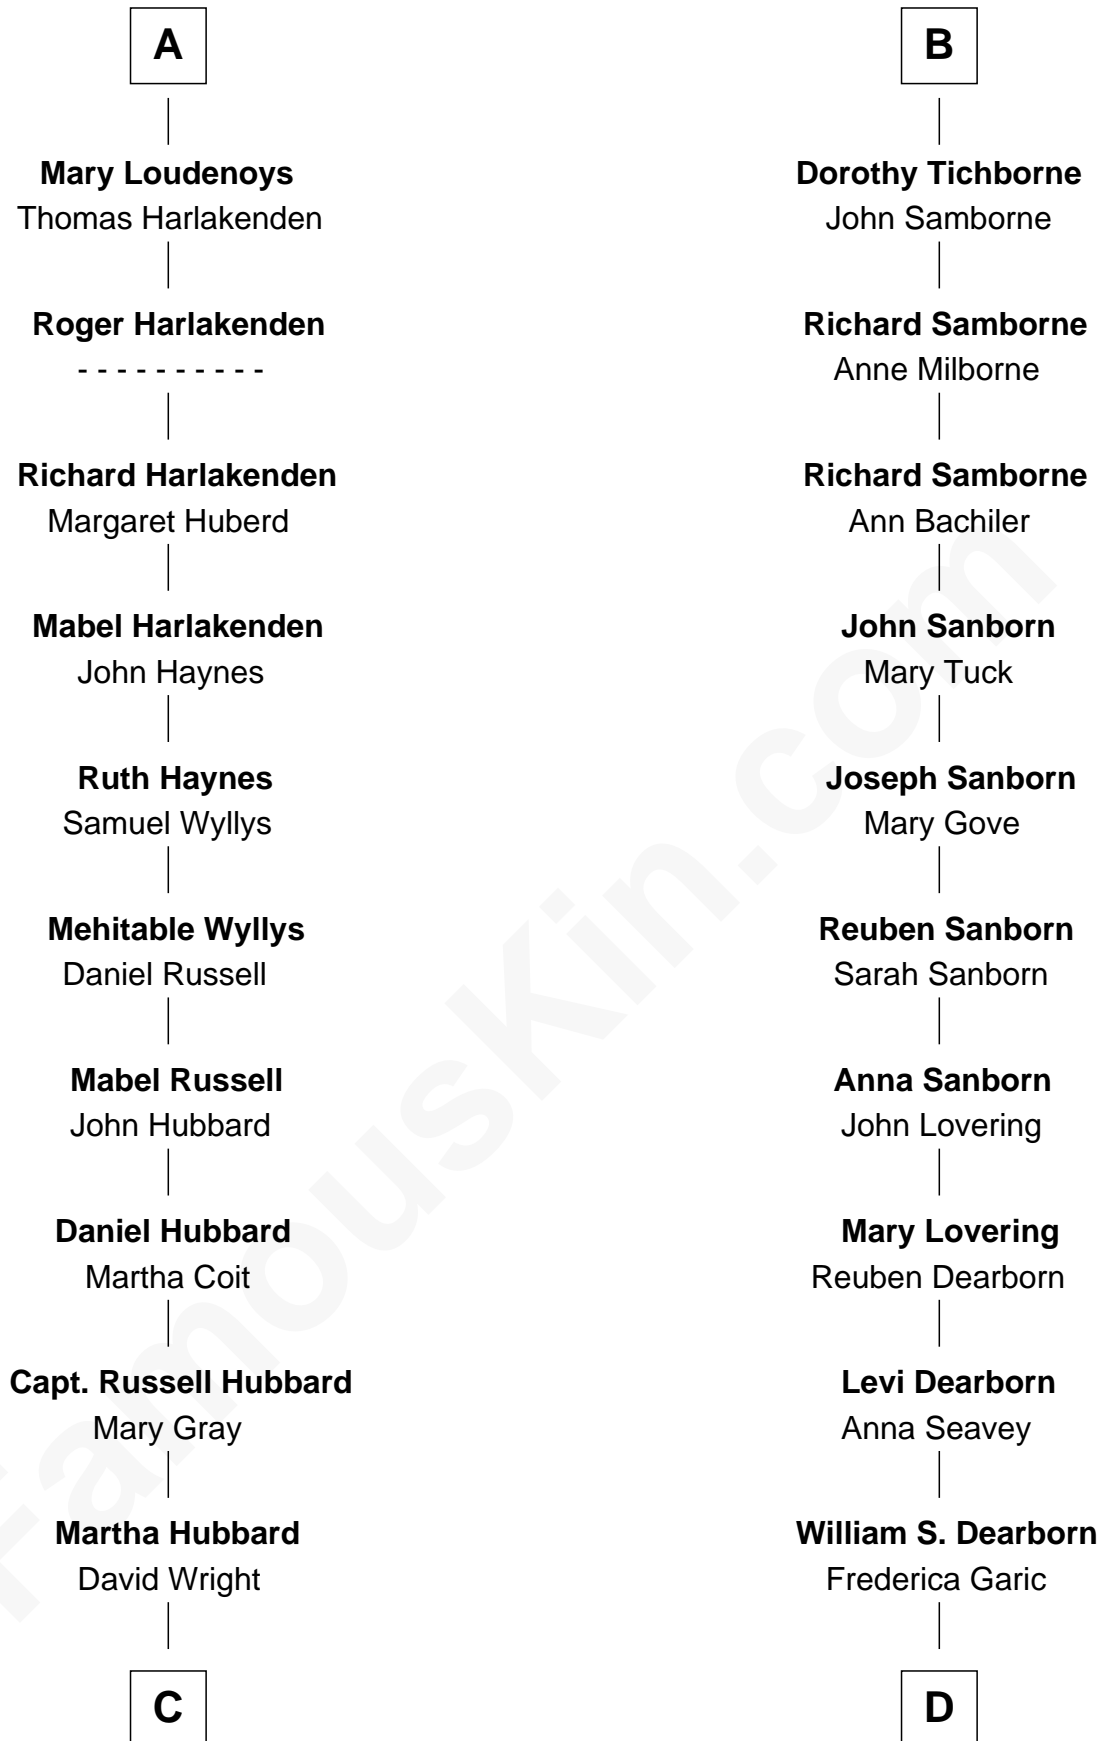 A
Mary Loudenoys
Thomas Harlakenden
Roger Harlakenden
- - - - - - - - - -
Richard Harlakenden
Margaret Huberd
Mabel Harlakenden
John Haynes
Ruth Haynes
Samuel Wyllys
Mehitable Wyllys
Daniel Russell
Mabel Russell
John Hubbard
Daniel Hubbard
Martha Coit
Capt. Russell Hubbard
Mary Gray
Martha Hubbard
David Wright
C
B
Dorothy Tichborne
John Samborne
Richard Samborne
Anne Milborne
Richard Samborne
Ann Bachiler
John Sanborn
Mary Tuck
Joseph Sanborn
Mary Gove
Reuben Sanborn
Sarah Sanborn
Anna Sanborn
John Lovering
Mary Lovering
Reuben Dearborn
Levi Dearborn
Anna Seavey
William S. Dearborn
Frederica Garic
D
FamousKin.com